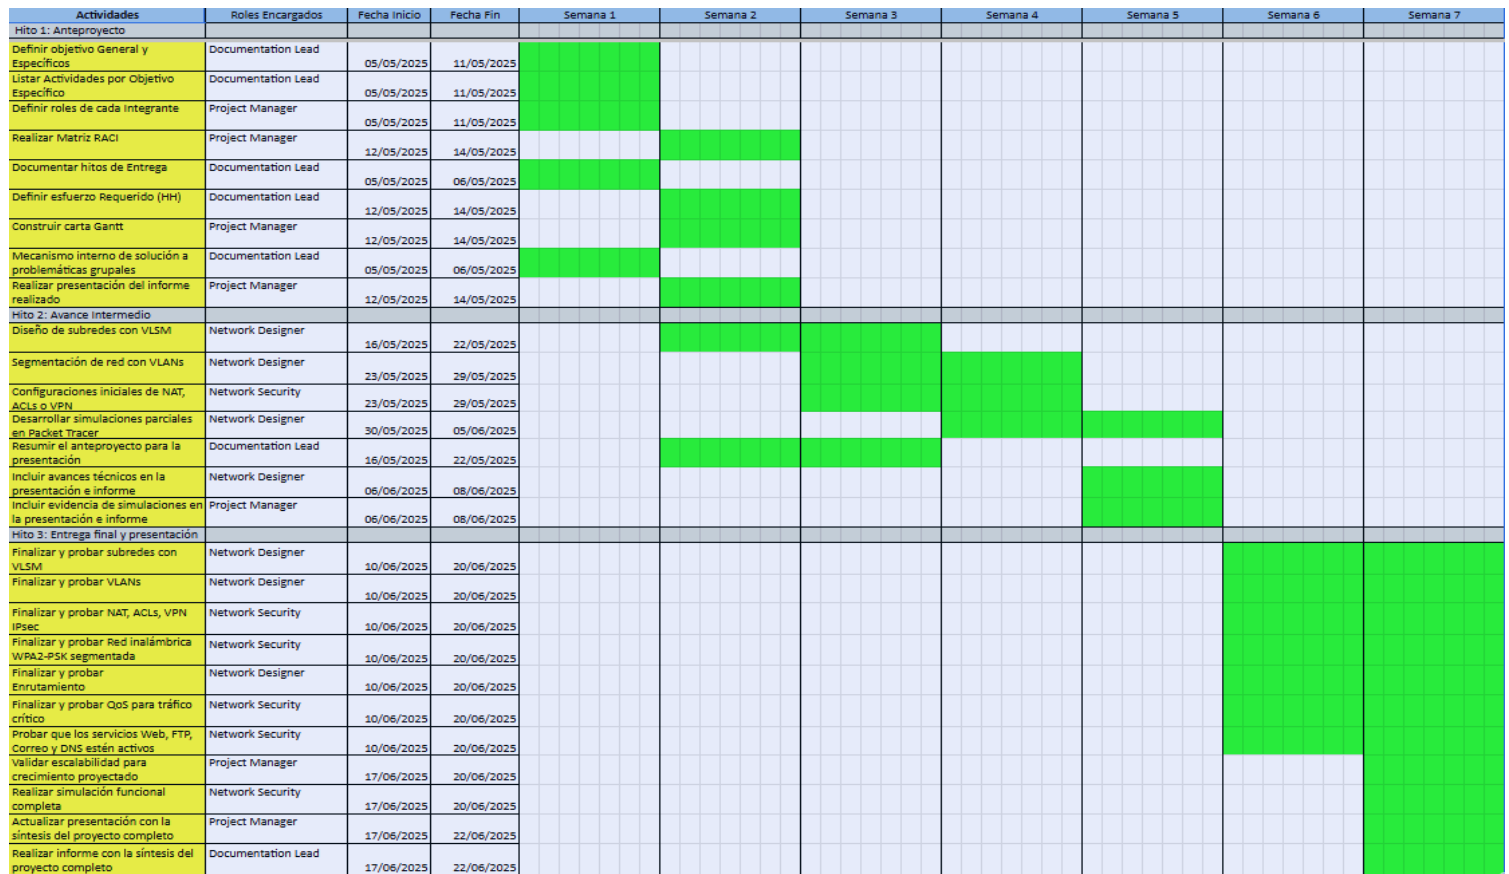 Actividades Roles Encargados Fecha Inicio Fecha Fin Semana 1 Semana 2 Semana 3 Semana 4 Semana 5 Semana 6 Semana 7
Hito 1: Anteproyecto
Definir objetivo General y
Específicos
Documentation Lead
05/05/2025 11/05/2025
Listar Actividades por Objetivo
Específico
Documentation Lead
05/05/2025 11/05/2025
Definir roles de cada Integrante
Project Manager
05/05/2025 11/05/2025
Realizar Matriz RACI
Project Manager
12/05/2025 14/05/2025
Documentar hitos de Entrega
Documentation Lead
05/05/2025 06/05/2025
Definir esfuerzo Requerido (HH)
Documentation Lead
12/05/2025 14/05/2025
Construir carta Gantt
Project Manager
12/05/2025 14/05/2025
Mecanismo interno de solución a
problemáticas grupales
Documentation Lead
05/05/2025 06/05/2025
Realizar presentación del informe
realizado
Project Manager
12/05/2025 14/05/2025
Hito 2: Avance Intermedio
Diseño de subredes con VLSM
Network Designer
16/05/2025 22/05/2025
Segmentación de red con VLANs
Network Designer
23/05/2025 29/05/2025
Configuraciones iniciales de NAT,
ACLs o VPN
Network Security
23/05/2025 29/05/2025
Desarrollar simulaciones parciales
en Packet Tracer
Network Designer
30/05/2025 05/06/2025
Resumir el anteproyecto para la
presentación
Documentation Lead
16/05/2025 22/05/2025
Incluir avances técnicos en la
presentación e informe
Network Designer
06/06/2025 08/06/2025
Incluir evidencia de simulaciones en
la presentación e informe
Project Manager
06/06/2025 08/06/2025
Hito 3: Entrega final y presentación
Finalizar y probar subredes con
VLSM
Network Designer
10/06/2025 20/06/2025
Finalizar y probar VLANs
Network Designer
10/06/2025 20/06/2025
Finalizar y probar NAT, ACLs, VPN
IPsec
Network Security
10/06/2025 20/06/2025
Finalizar y probar Red inalámbrica
WPA2-PSK segmentada
Network Security
10/06/2025 20/06/2025
Finalizar y probar
Enrutamiento
Network Designer
10/06/2025 20/06/2025
Finalizar y probar QoS para tráfico
crítico
Network Security
10/06/2025 20/06/2025
Probar que los servicios Web, FTP,
Correo y DNS estén activos
Network Security
10/06/2025 20/06/2025
Validar escalabilidad para
crecimiento proyectado
Project Manager
17/06/2025 20/06/2025
Realizar simulación funcional
completa
Network Security
17/06/2025 20/06/2025
Actualizar presentación con la
síntesis del proyecto completo
Project Manager
17/06/2025 22/06/2025
Realizar informe con la síntesis del
proyecto completo
Documentation Lead
17/06/2025 22/06/2025